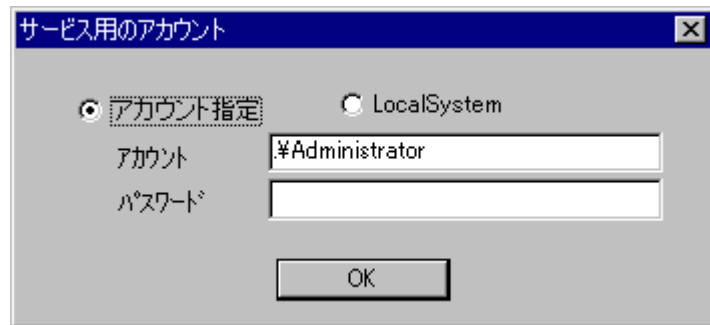 サービス用のアカウント
アカウント指定 LocalSystem
アカウント .¥Administrator
パスワード
OK